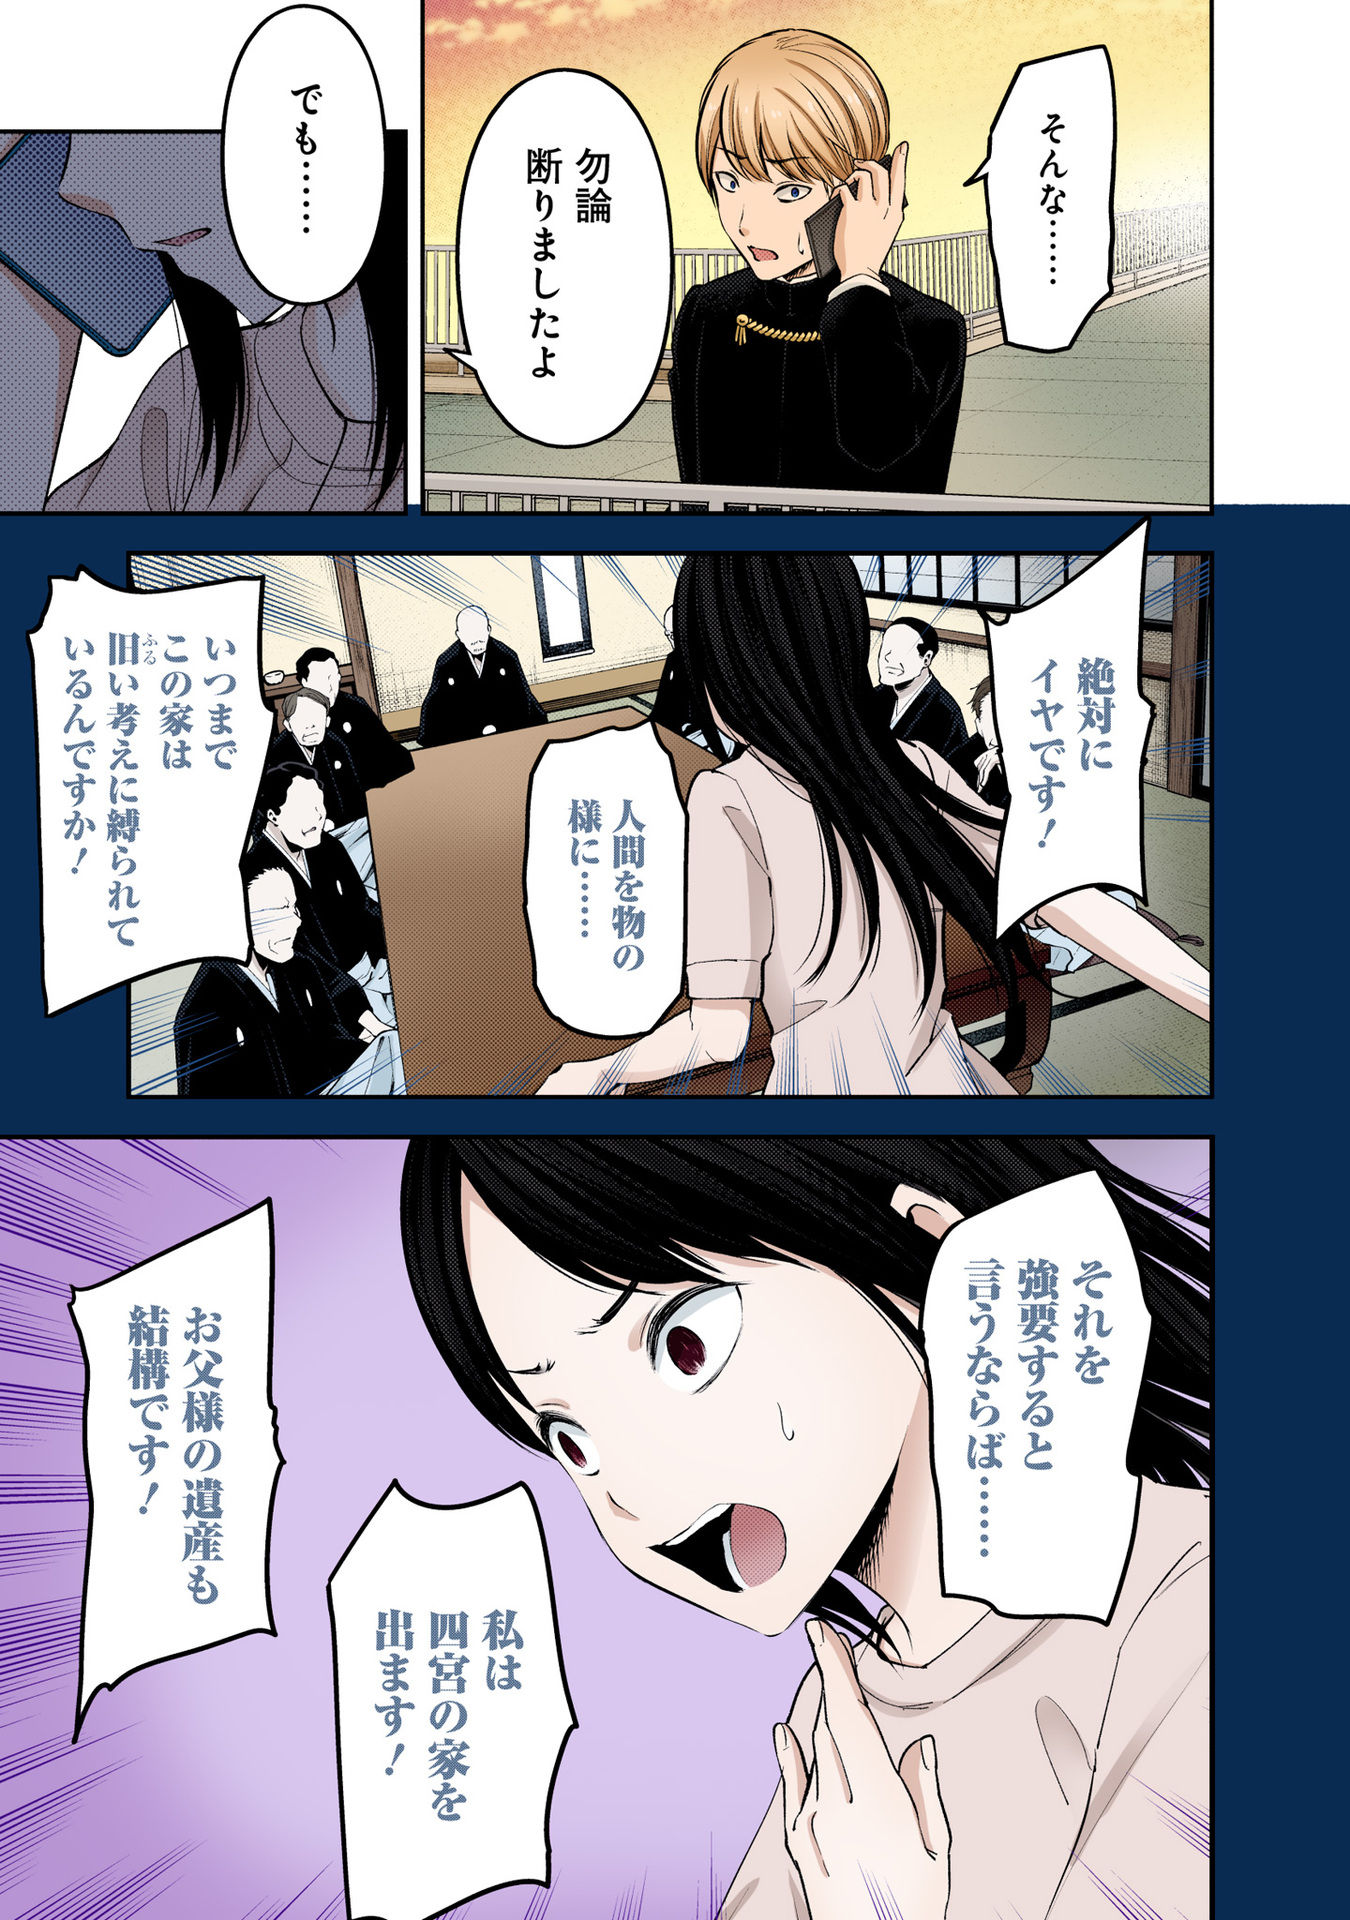 そんな……
勿論
断りましたよ
でも……
絶対に
イヤです！
人間を物の
様に……
いつまで
この家は
旧い考えに縛られて
ふる
いるんですか！
それを
強要すると
言うならば……
私は
四宮の家を
出ます！
お父様の遺産も
結構です！